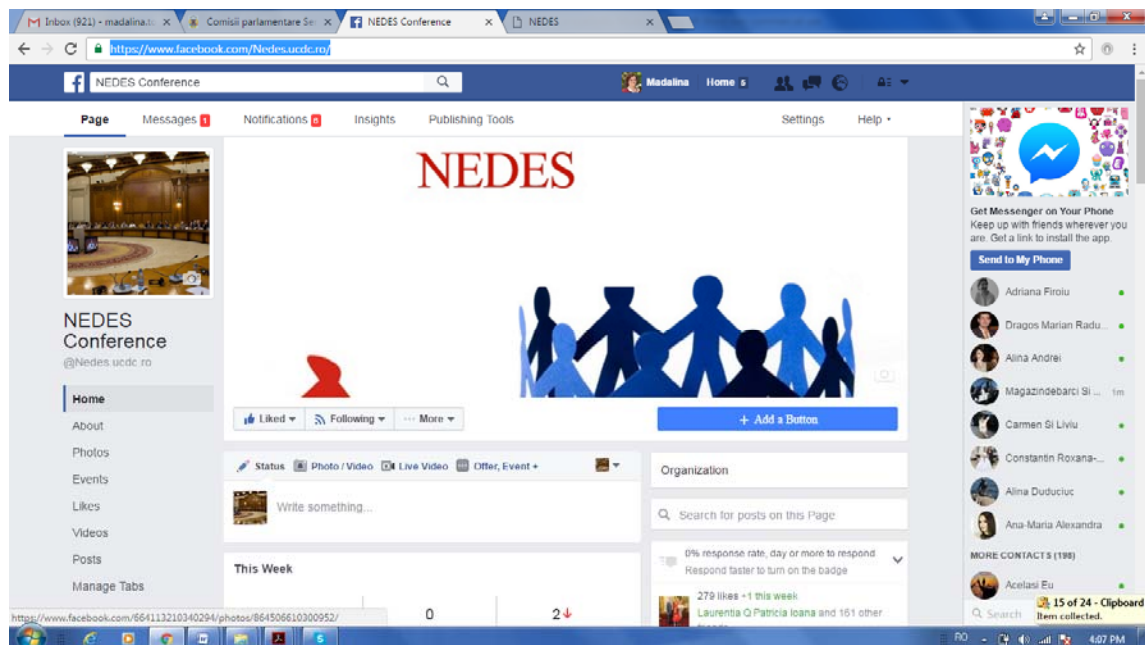 Inbox (921) - madalina.t
Comisii parlamentare Se
NEDES Conference
NEDES
https://www.facebook.com/Nedes.ucdc.ro/
NEDES Conference
Madalina
Home 5
Page
Messages 1
Notifications 6
Insights
Publishing Tools
Settings
Help
NEDES
NEDES
Conference
@Nedes.ucdc.ro
Home
About
Photos
Events
Likes
Videos
Posts
Manage Tabs
Liked
Following
··· More
+ Add a Button
Status
Photo / Video
Live Video
Offer, Event +
Write something...
This Week
0
2
Organization
Search for posts on this Page
0% response rate, day or more to respond
Respond faster to turn on the badge
279 likes +1 this week
Laurentia Q Patricia Ioana and 161 other
friends
Get Messenger on Your Phone
Keep up with friends wherever you
are. Get a link to install the app.
Send to My Phone
Adriana Firoiu
Dragos Marian Radu...
Alina Andrei
Magazindebarci Si ... 1m
Carmen Si Liviu
Constantin Roxana-...
Alina Duduciuc
Ana-Maria Alexandra
MORE CONTACTS (198)
Acelasi Eu
Search
15 of 24 - Clipboard
Item collected.
https://www.facebook.com/664113210340294/photos/864506610300952/
RO
4:07 PM